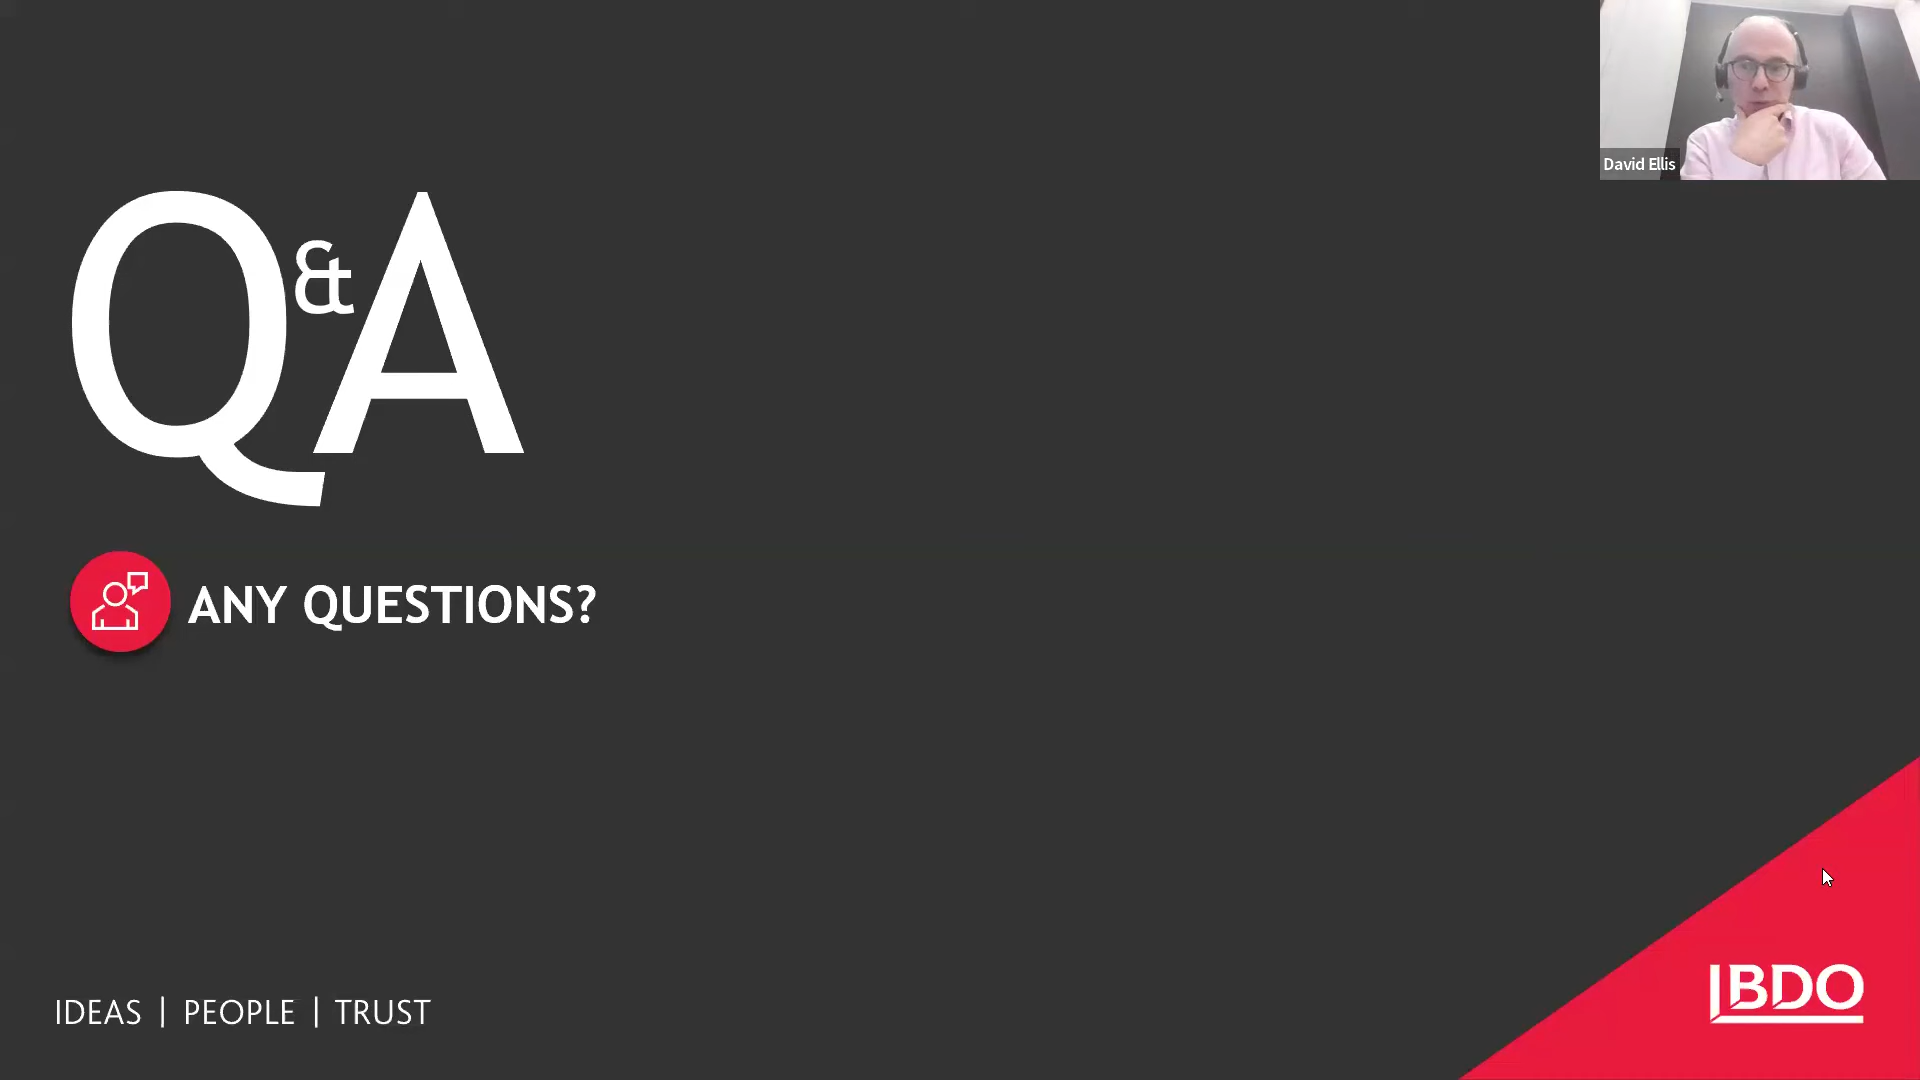 David Ellis
Q&A
ANY QUESTIONS?
IDEAS | PEOPLE | TRUST
BDO